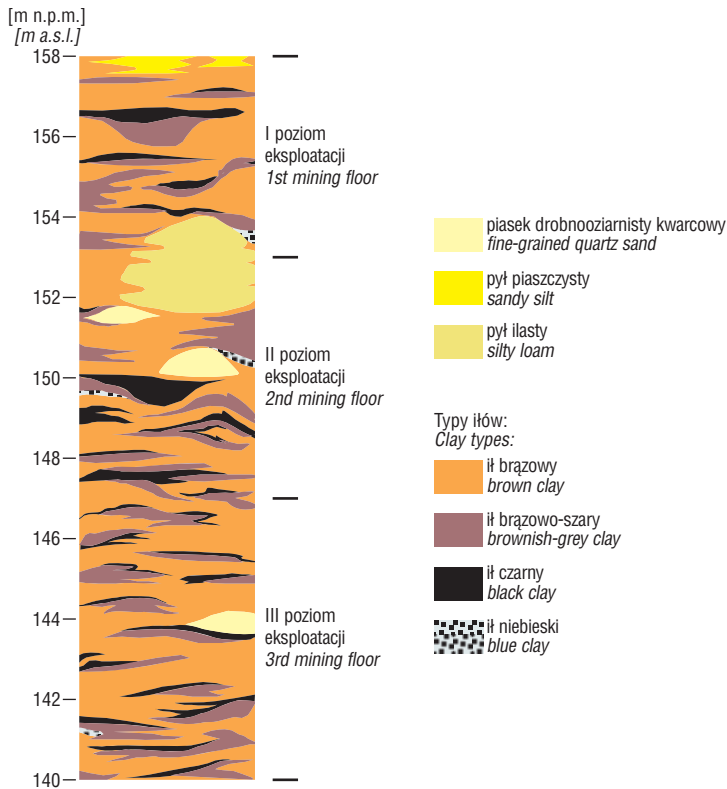 [m n.p.m.]
[m a.s.l.]
158
156
154
152
150
148
146
144
142
140
I poziom
eksploatacji
1st mining floor
II poziom
eksploatacji
2nd mining floor
III poziom
eksploatacji
3rd mining floor
piasek drobnooziarnisty kwarcowy
fine-grained quartz sand
pył piaszczysty
sandy silt
pył ilasty
silty loam
Typy iłów:
Clay types:
ił brązowy
brown clay
ił brązowo-szary
brownish-grey clay
ił czarny
black clay
ił niebieski
blue clay